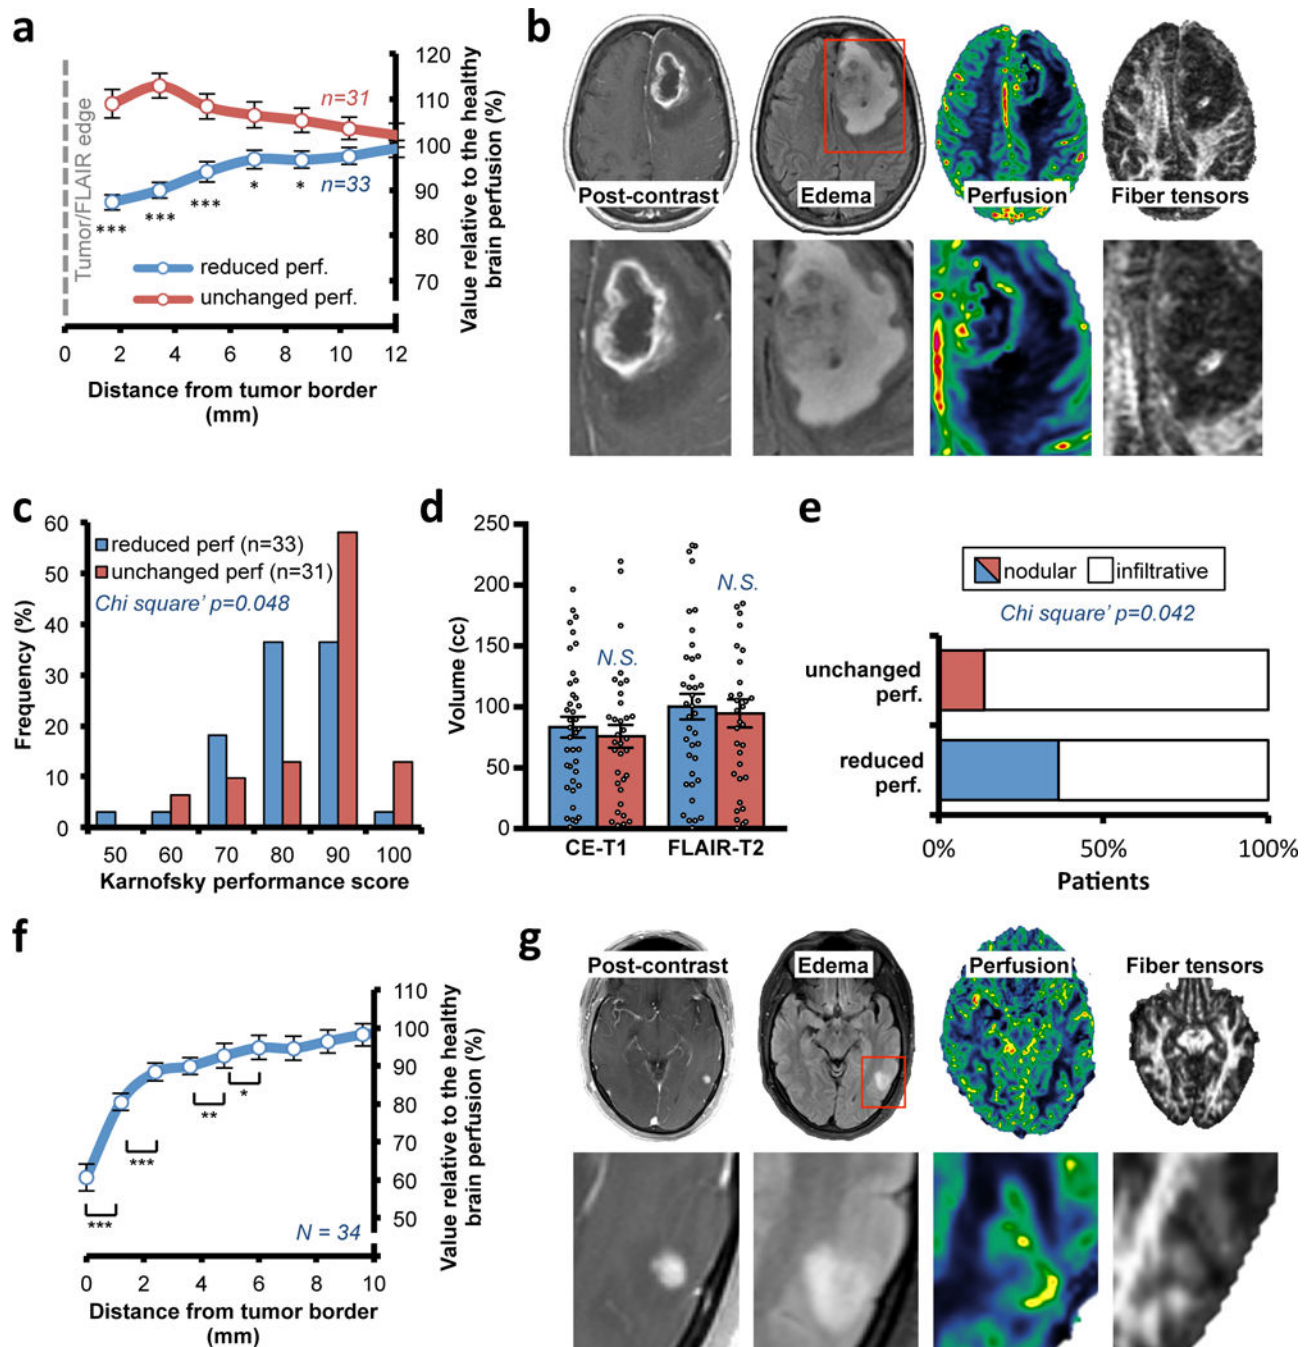 a
120
110
100
90
80
70
Value relative to the healthy
brain perfusion (%)
Tumor/FLAIR edge
n=31
n=33
***
***
***
*
*
reduced perf.
unchanged perf.
0 2 4 6 8 10 12
Distance from tumor border
(mm)
b
Post-contrast
Edema
Perfusion
Fiber tensors
c
60
50
40
30
20
10
0
Frequency (%)
reduced perf (n=33)
unchanged perf (n=31)
Chi square' p=0.048
50 60 70 80 90 100
Karnofsky performance score
d
250
200
150
100
50
0
Volume (cc)
N.S.
N.S.
CE-T1 FLAIR-T2
e
nodular infiltrative
Chi square' p=0.042
unchanged
perf.
reduced
perf.
0% 50% 100%
Patients
f
110
100
90
80
70
60
50
Value relative to the healthy
brain perfusion (%)
***
***
**
*
N = 34
0 2 4 6 8 10
Distance from tumor border
(mm)
g
Post-contrast
Edema
Perfusion
Fiber tensors